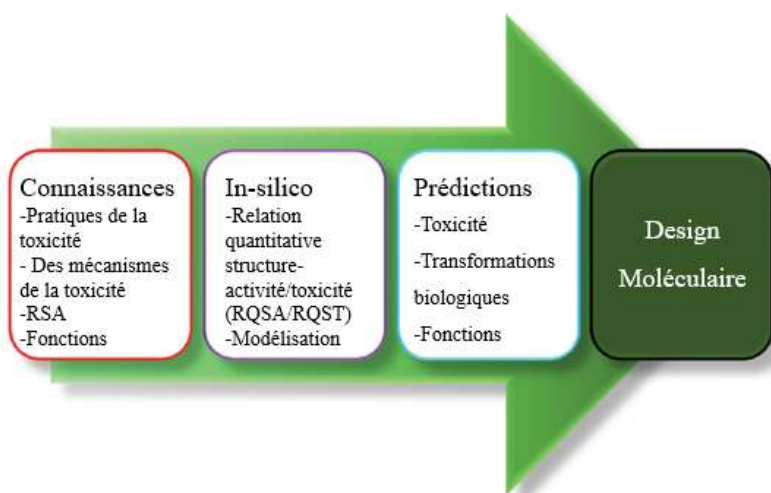 Connaissances
-Pratiques de la
toxicité
- Des mécanismes
de la toxicité
-RSA
-Fonctions
In-silico
-Relation
quantitative
structure-
activité/toxicité
(RQSA/RQST)
-Modélisation
Prédictions
-Toxicité
-Transformations
biologiques
-Fonctions
Design
Moléculaire